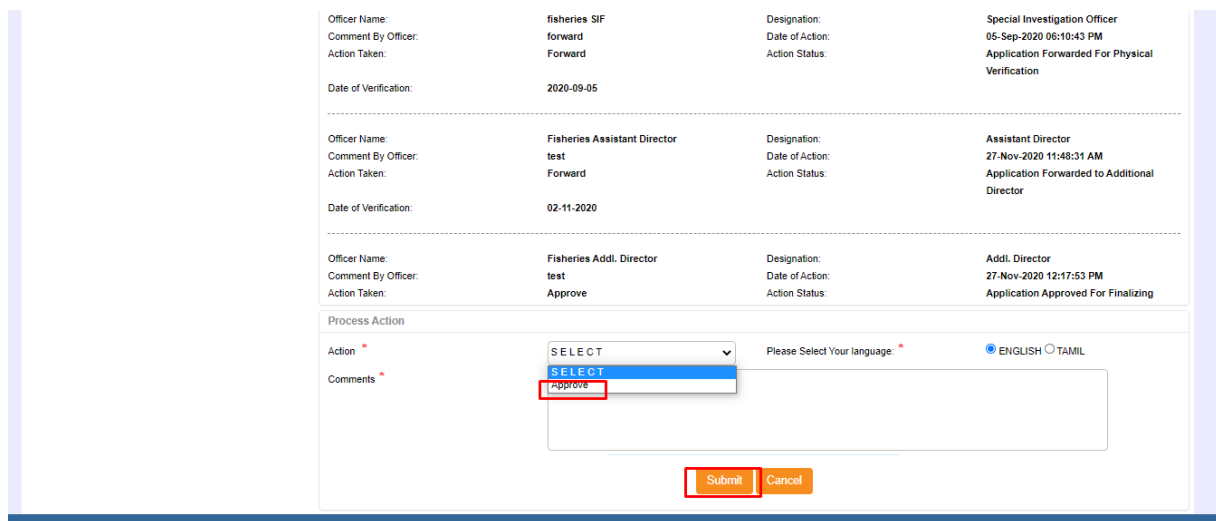 Officer Name: fisheries SIF Designation: Special Investigation Officer
Comment By Officer: forward Date of Action: 05-Sep-2020 06:10:43 PM
Action Taken: Forward Action Status: Application Forwarded For Physical
Verification
Date of Verification: 2020-09-05
Officer Name: Fisheries Assistant Director Designation: Assistant Director
Comment By Officer: test Date of Action: 27-Nov-2020 11:48:31 AM
Action Taken: Forward Action Status: Application Forwarded to Additional
Director
Date of Verification: 02-11-2020
Officer Name: Fisheries Addl. Director Designation: Addl. Director
Comment By Officer: test Date of Action: 27-Nov-2020 12:17:53 PM
Action Taken: Approve Action Status: Application Approved For Finalizing
Process Action
Action * SELECT Please Select Your language: * ENGLISH TAMIL
SELECT
Comments * Approve
Submit Cancel